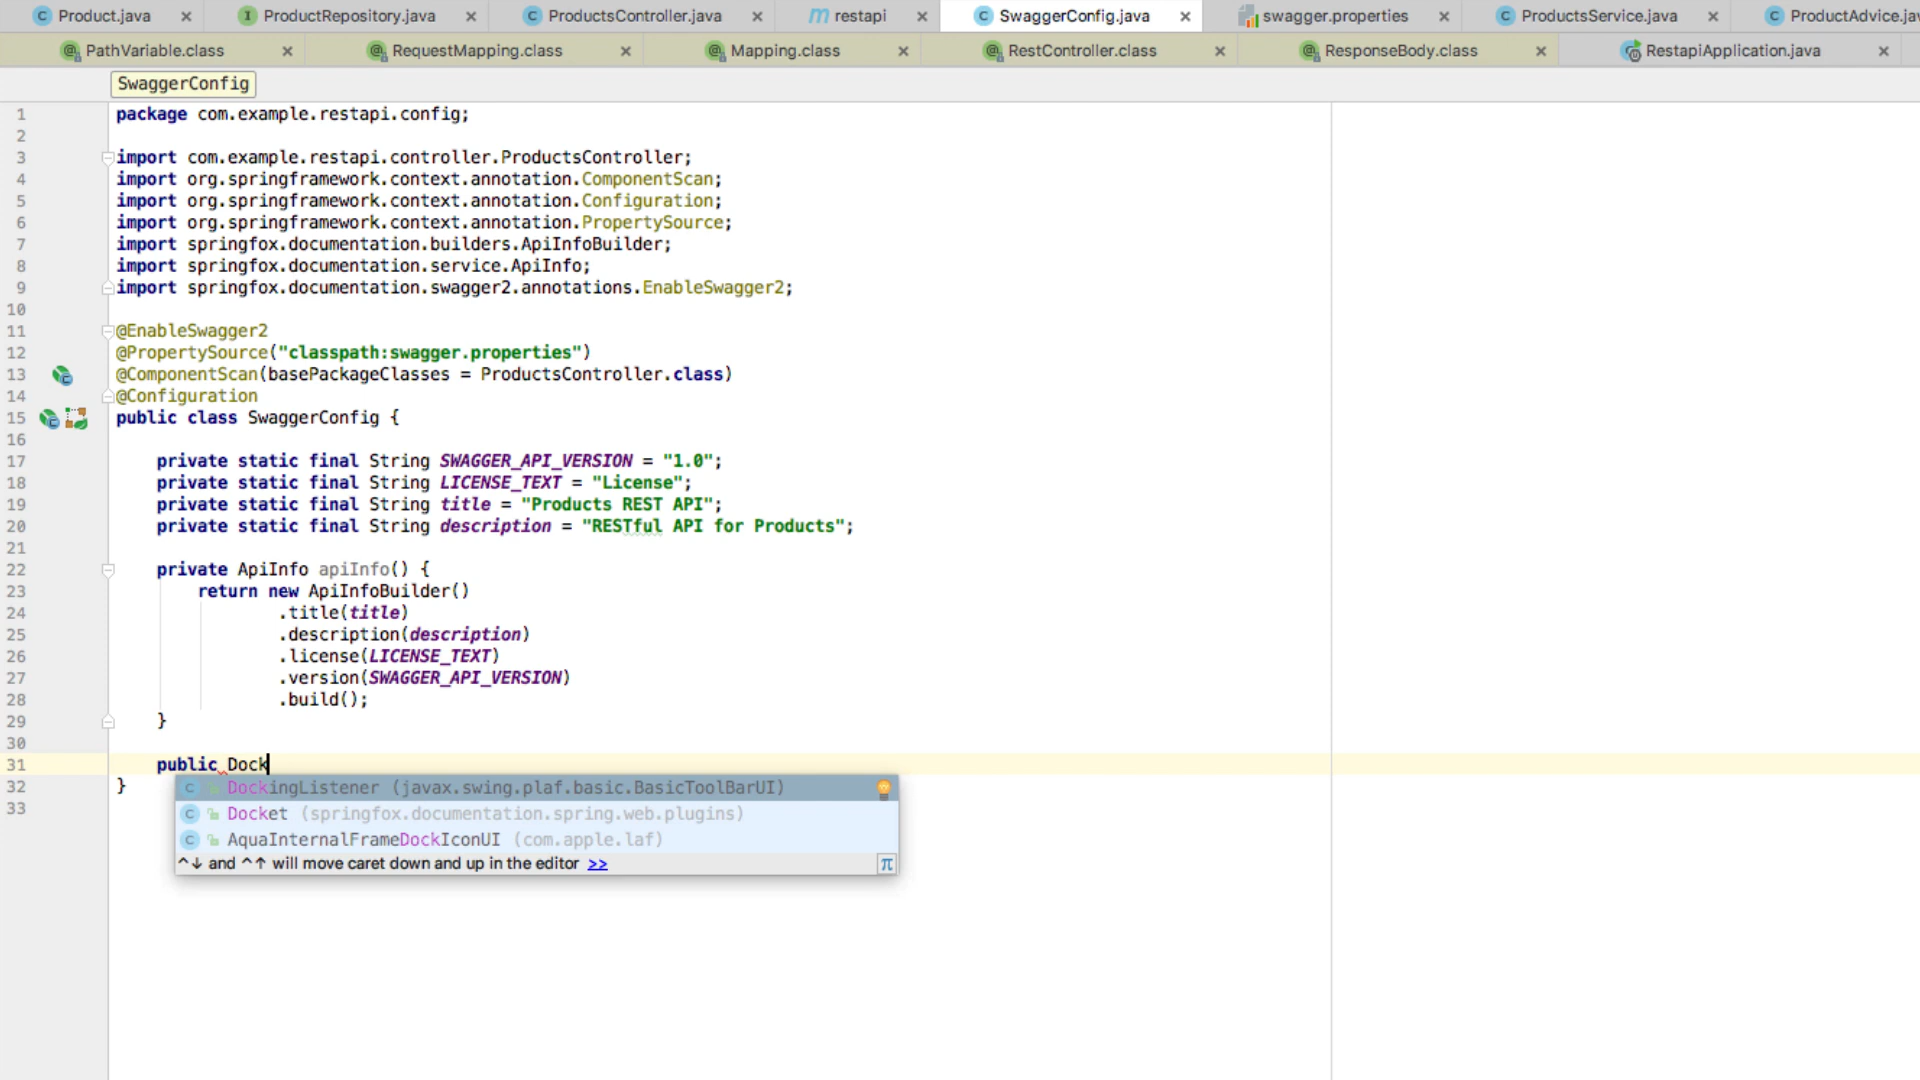 Product.java ProductRepository.java ProductsController.java restapi SwaggerConfig.java swagger.properties ProductsService.java ProductAdvice.jav
PathVariable.class RequestMapping.class Mapping.class RestController.class ResponseBody.class RestapiApplication.java
SwaggerConfig
1 package com.example.restapi.config;
2
3 import com.example.restapi.controller.ProductsController;
4 import org.springframework.context.annotation.ComponentScan;
5 import org.springframework.context.annotation.Configuration;
6 import org.springframework.context.annotation.PropertySource;
7 import springfox.documentation.builders.ApiInfoBuilder;
8 import springfox.documentation.service.ApiInfo;
9 import springfox.documentation.swagger2.annotations.EnableSwagger2;
10
11 @EnableSwagger2
12 @PropertySource("classpath:swagger.properties")
13 @ComponentScan(basePackageClasses = ProductsController.class)
14 @Configuration
15 public class SwaggerConfig {
16
17 private static final String SWAGGER_API_VERSION = "1.0";
18 private static final String LICENSE_TEXT = "License";
19 private static final String title = "Products REST API";
20 private static final String description = "RESTful API for Products";
21
22 private ApiInfo apiInfo() {
23 return new ApiInfoBuilder()
24 .title(title)
25 .description(description)
26 .license(LICENSE_TEXT)
27 .version(SWAGGER_API_VERSION)
28 .build();
29 }
30
31 public Dock
32 }
DockingListener (javax.swing.plaf.basic.BasicToolBarUI)
33
Docket (springfox.documentation.spring.web.plugins)
AquaInternalFrameDockIconUI (com.apple.laf)
^↓ and ^↑ will move caret down and up in the editor >> π